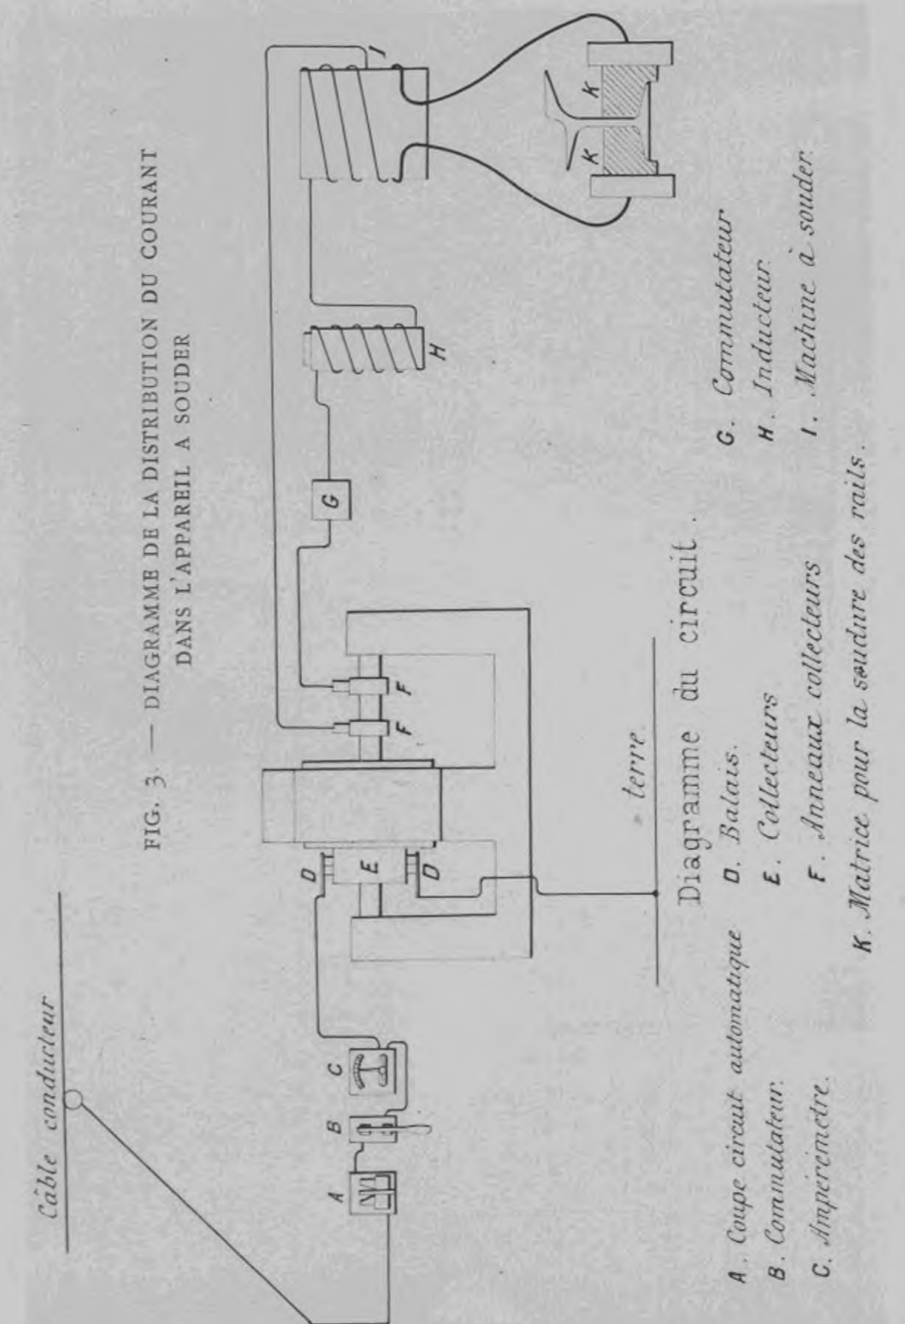 FIG. 3. — DIAGRAMME DE LA DISTRIBUTION DU COURANT
DANS L'APPAREIL A SOUDER
Câble conducteur
A
B
C
D
E
D
F
F
G
H
I
K
K
terre.
Diagramme du circuit.
A. Coupe circuit automatique
B. Commutateur.
C. Ampèremètre.
D. Balais.
E. Collecteurs
F. Anneaux collecteurs
G. Commutateur
H. Inducteur.
I. Machine à souder.
K. Matrice pour la soudure des rails.